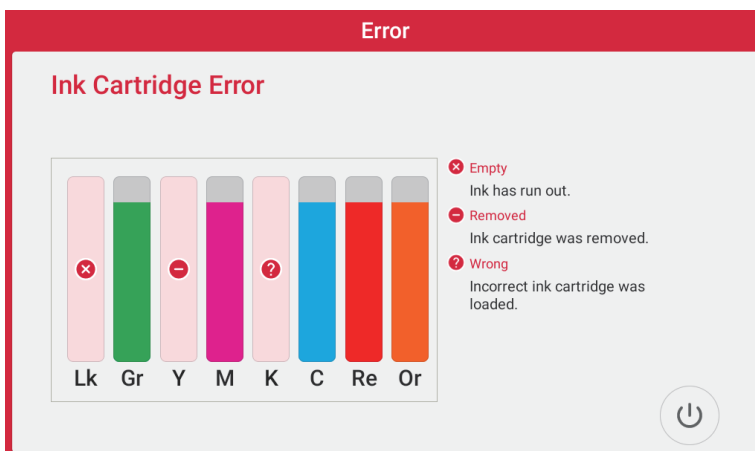 Error
Ink Cartridge Error
Empty
Ink has run out.
Removed
Ink cartridge was removed.
Wrong
Incorrect ink cartridge was
loaded.
Lk Gr Y M K C Re Or